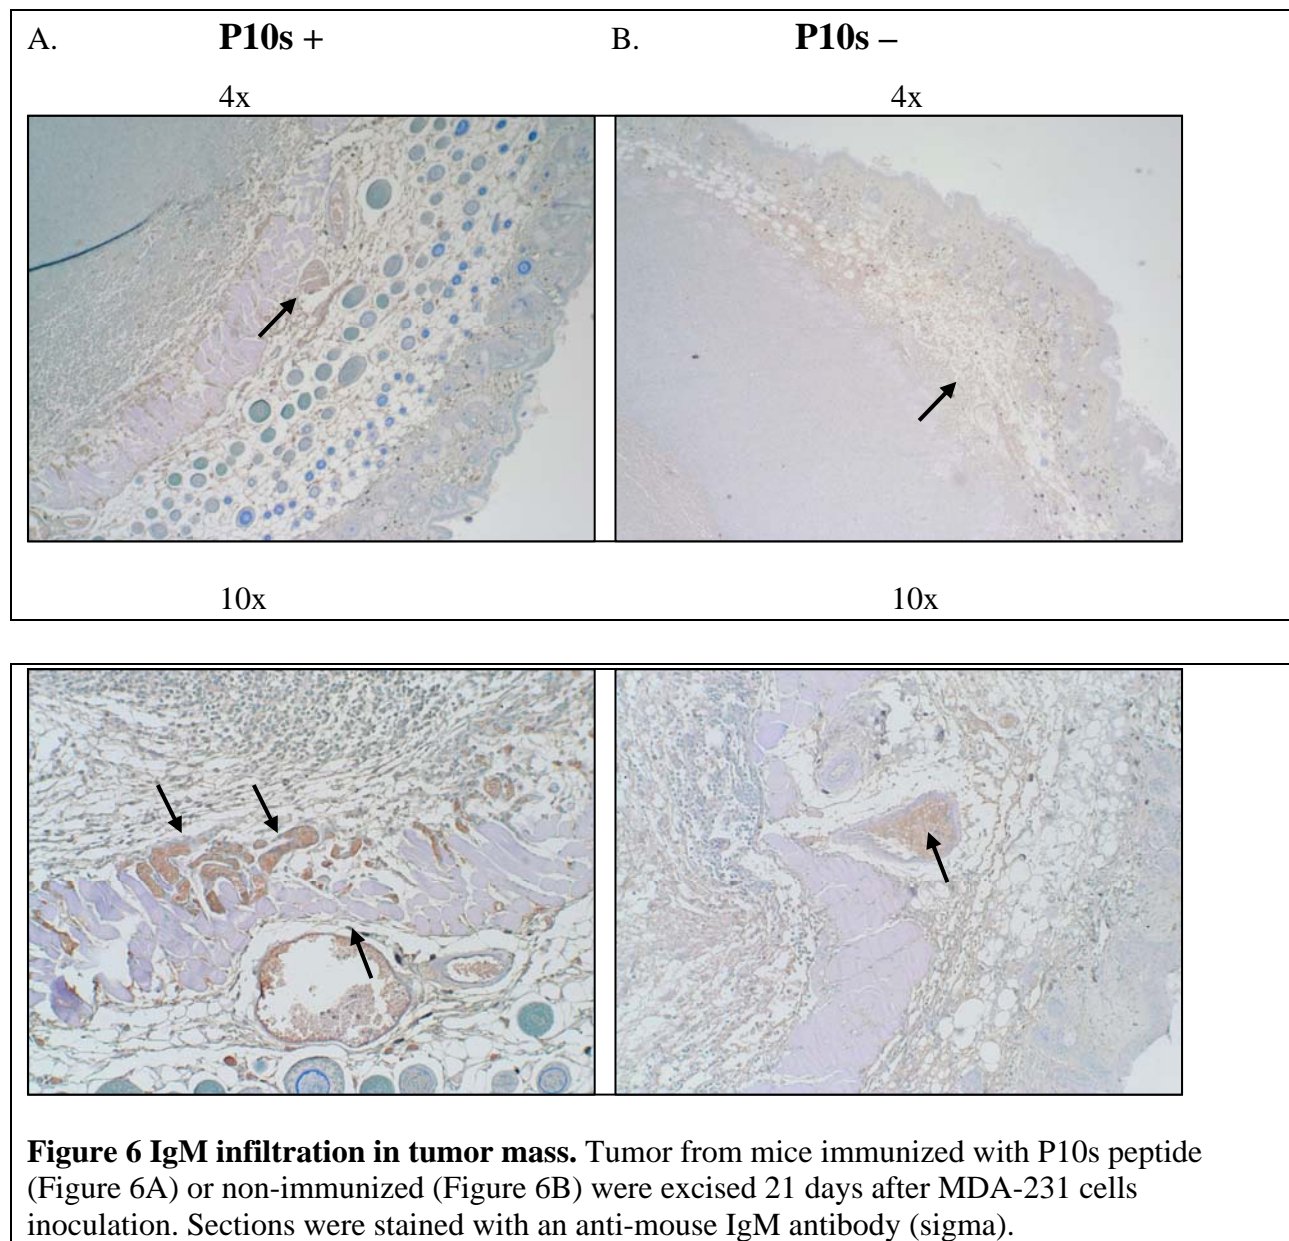 A. P10s + B. P10s –
4x 4x
10x 10x
Figure 6 IgM infiltration in tumor mass. Tumor from mice immunized with P10s peptide
(Figure 6A) or non-immunized (Figure 6B) were excised 21 days after MDA-231 cells
inoculation. Sections were stained with an anti-mouse IgM antibody (sigma).